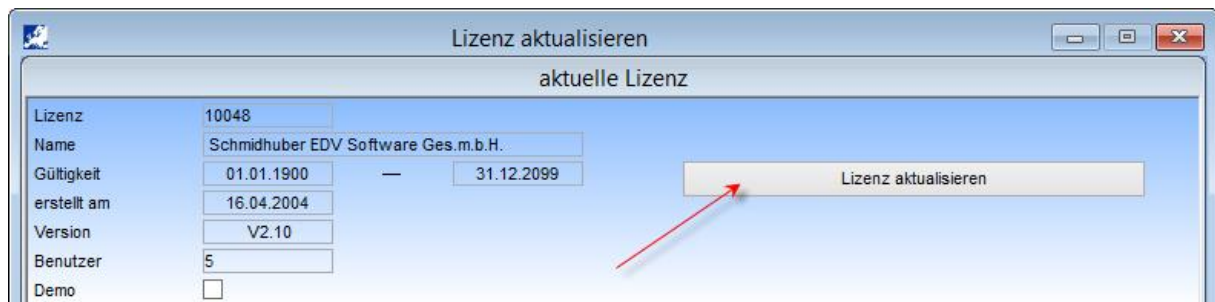 Lizenz aktualisieren
aktuelle Lizenz
Lizenz 10048
Name Schmidhuber EDV Software Ges.m.b.H.
Gültigkeit 01.01.1900 — 31.12.2099 Lizenz aktualisieren
erstellt am 16.04.2004
Version V2.10
Benutzer 5
Demo